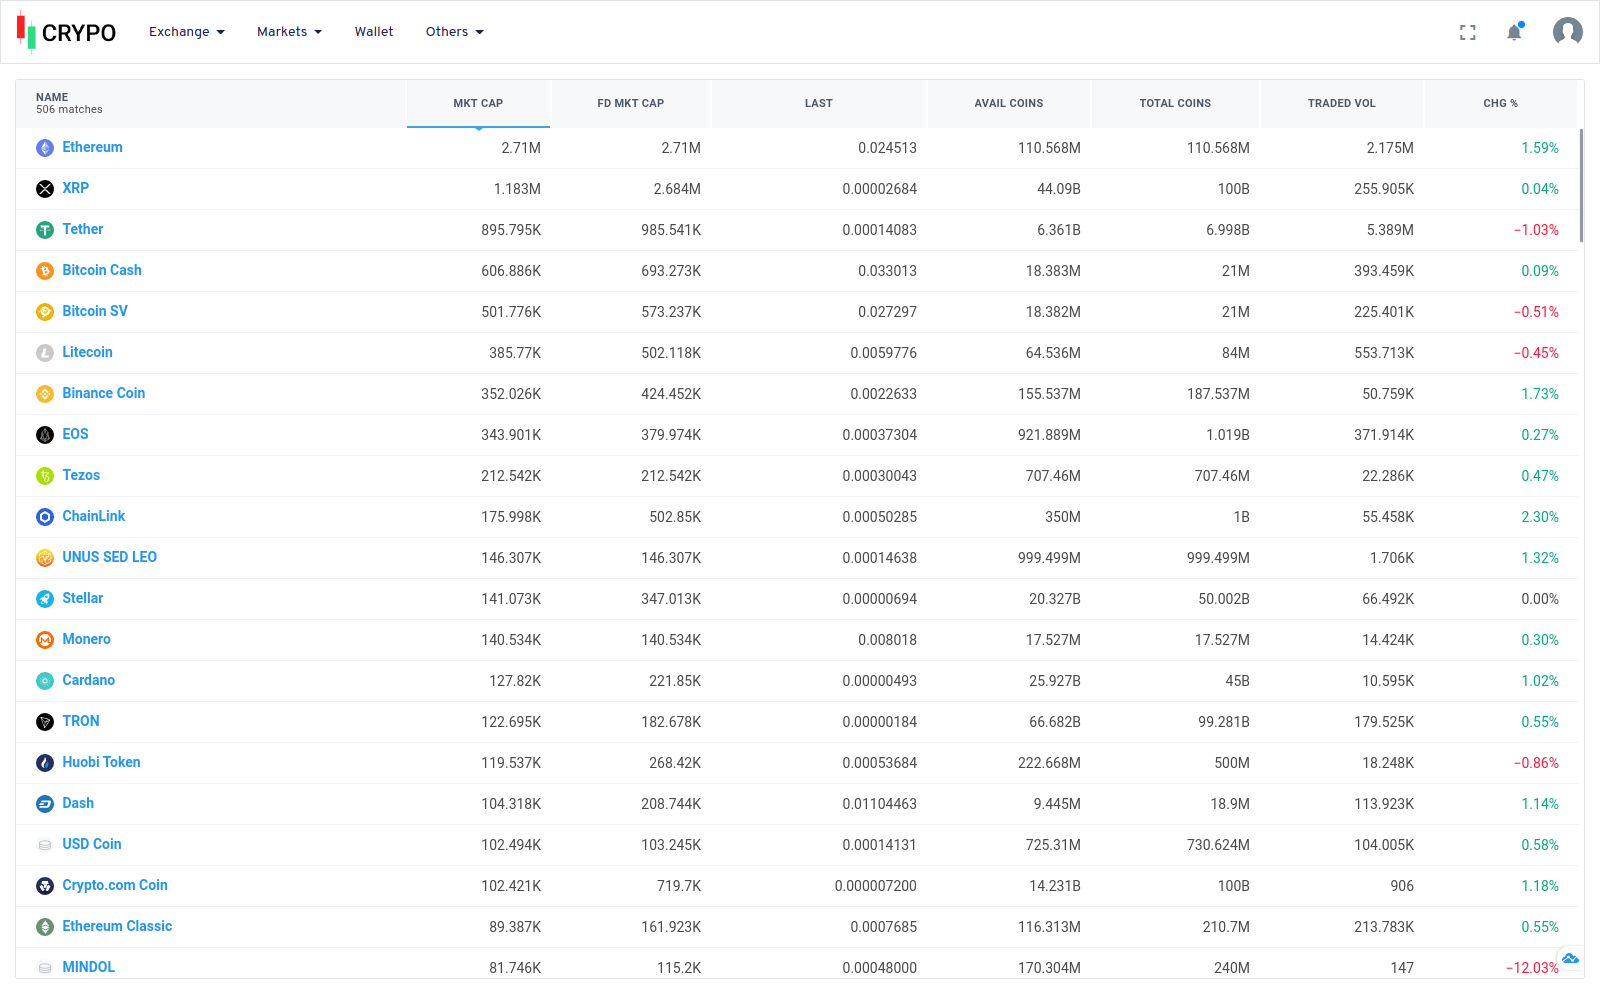 CRYPO Exchange Markets Wallet Others
NAME MKT CAP FD MKT CAP LAST AVAIL COINS TOTAL COINS TRADED VOL CHG %
506 matches
Ethereum 2.71M 2.71M 0.024513 110.568M 110.568M 2.175M 1.59%
XRP 1.183M 2.684M 0.00002684 44.09B 100B 255.905K 0.04%
Tether 895.795K 985.541K 0.00014083 6.361B 6.998B 5.389M −1.03%
Bitcoin Cash 606.886K 693.273K 0.033013 18.383M 21M 393.459K 0.09%
Bitcoin SV 501.776K 573.237K 0.027297 18.382M 21M 225.401K −0.51%
Litecoin 385.77K 502.118K 0.0059776 64.536M 84M 553.713K −0.45%
Binance Coin 352.026K 424.452K 0.0022633 155.537M 187.537M 50.759K 1.73%
EOS 343.901K 379.974K 0.00037304 921.889M 1.019B 371.914K 0.27%
Tezos 212.542K 212.542K 0.00030043 707.46M 707.46M 22.286K 0.47%
ChainLink 175.998K 502.85K 0.00050285 350M 1B 55.458K 2.30%
UNUS SED LEO 146.307K 146.307K 0.00014638 999.499M 999.499M 1.706K 1.32%
Stellar 141.073K 347.013K 0.00000694 20.327B 50.002B 66.492K 0.00%
Monero 140.534K 140.534K 0.008018 17.527M 17.527M 14.424K 0.30%
Cardano 127.82K 221.85K 0.00000493 25.927B 45B 10.595K 1.02%
TRON 122.695K 182.678K 0.00000184 66.682B 99.281B 179.525K 0.55%
Huobi Token 119.537K 268.42K 0.00053684 222.668M 500M 18.248K −0.86%
Dash 104.318K 208.744K 0.01104463 9.445M 18.9M 113.923K 1.14%
USD Coin 102.494K 103.245K 0.00014131 725.31M 730.624M 104.005K 0.58%
Crypto.com Coin 102.421K 719.7K 0.000007200 14.231B 100B 906 1.18%
Ethereum Classic 89.387K 161.923K 0.0007685 116.313M 210.7M 213.783K 0.55%
MINDOL 81.746K 115.2K 0.00048000 170.304M 240M 147 −12.03%